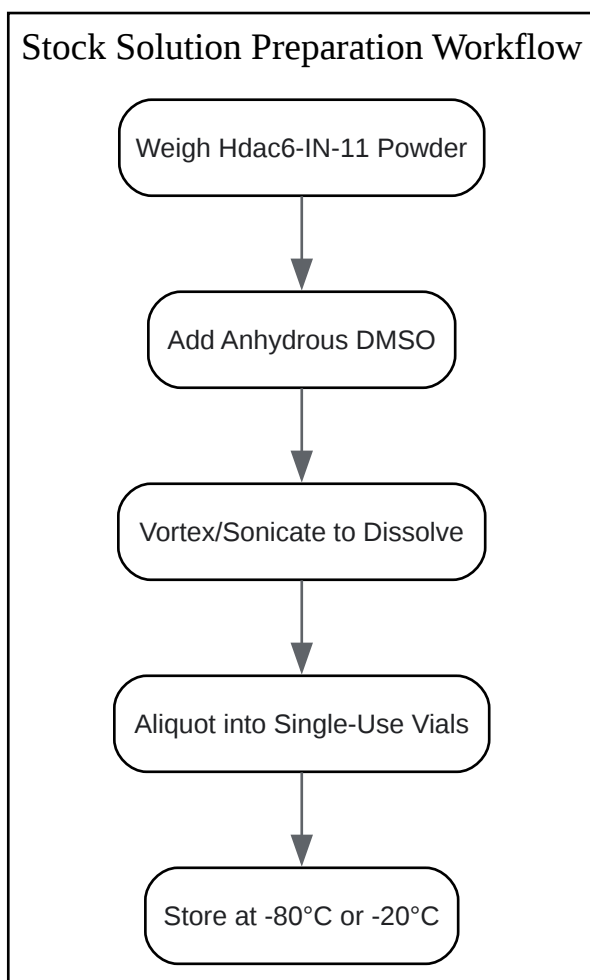 Stock Solution Preparation Workflow
Weigh Hdac6-IN-11 Powder
Add Anhydrous DMSO
Vortex/Sonicate to Dissolve
Aliquot into Single-Use Vials
Store at -80°C or -20°C